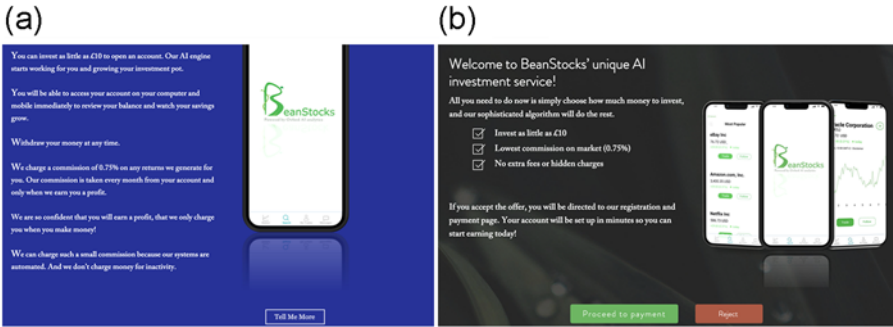 (a)
You can invest as little as £10 to open an account. Our AI engine
starts working for you and growing your investment pot.
You will be able to access your account on your computer and
mobile immediately to review your balance and watch your savings
grow.
Withdraw your money at any time.
We charge a commission of 0.75% on any returns we generate for
you. Our commission is taken every month from your account and
only when we earn you a profit.
We are so confident that you will earn a profit, that we only charge
you when you make money!
We can charge such a small commission because our systems are
automated. And we don't charge money for inactivity.
BeanStocks
Tell Me More
(b)
Welcome to BeanStocks' unique AI
investment service!
All you need to do now is simply choose how much money to invest,
and our sophisticated algorithm will do the rest.
Invest as little as £10
Lowest commission on market (0.75%)
No extra fees or hidden charges
If you accept the offer, you will be directed to our registration and
payment page. Your account will be set up in minutes so you can
start earning today!
Most Popular
eBay Inc
Amazon.com, Inc.
Netflix Inc
BeanStocks
racle Corporation
Proceed to payment
Reject